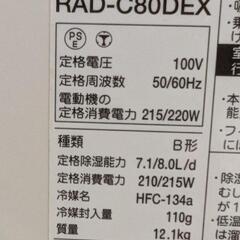 RAD-C80DEX
PS
E
定格電圧 100V
定格周波数 50/60Hz
電動機の
定格消費電力 215/220W
種類 B形
定格除湿能力 7.1/8.0L/d
定格消費電力 210/215W
冷媒名 HFC-134a
冷媒封入量 110g
質量 12.1kg